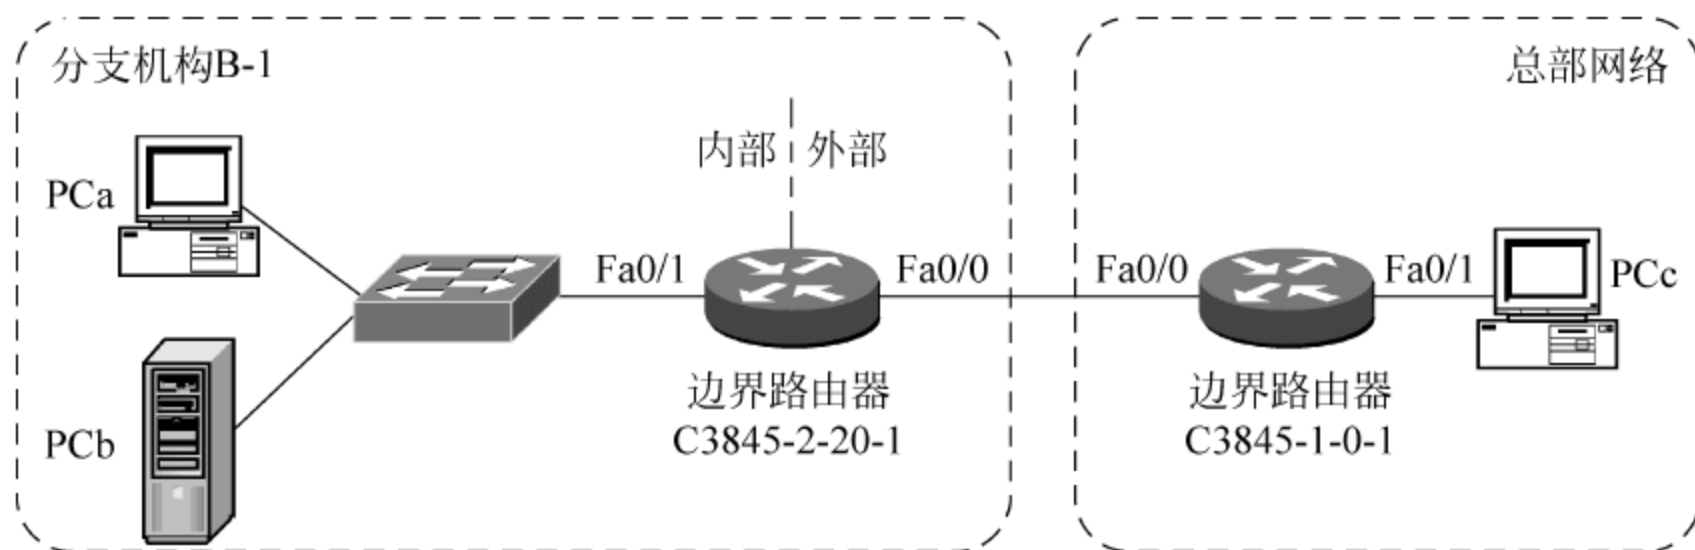 分支机构B-1
总部网络
内部
外部
PCa
Fa0/1
Fa0/0
Fa0/0
Fa0/1
PCc
边界路由器
C3845-2-20-1
边界路由器
C3845-1-0-1
PCb